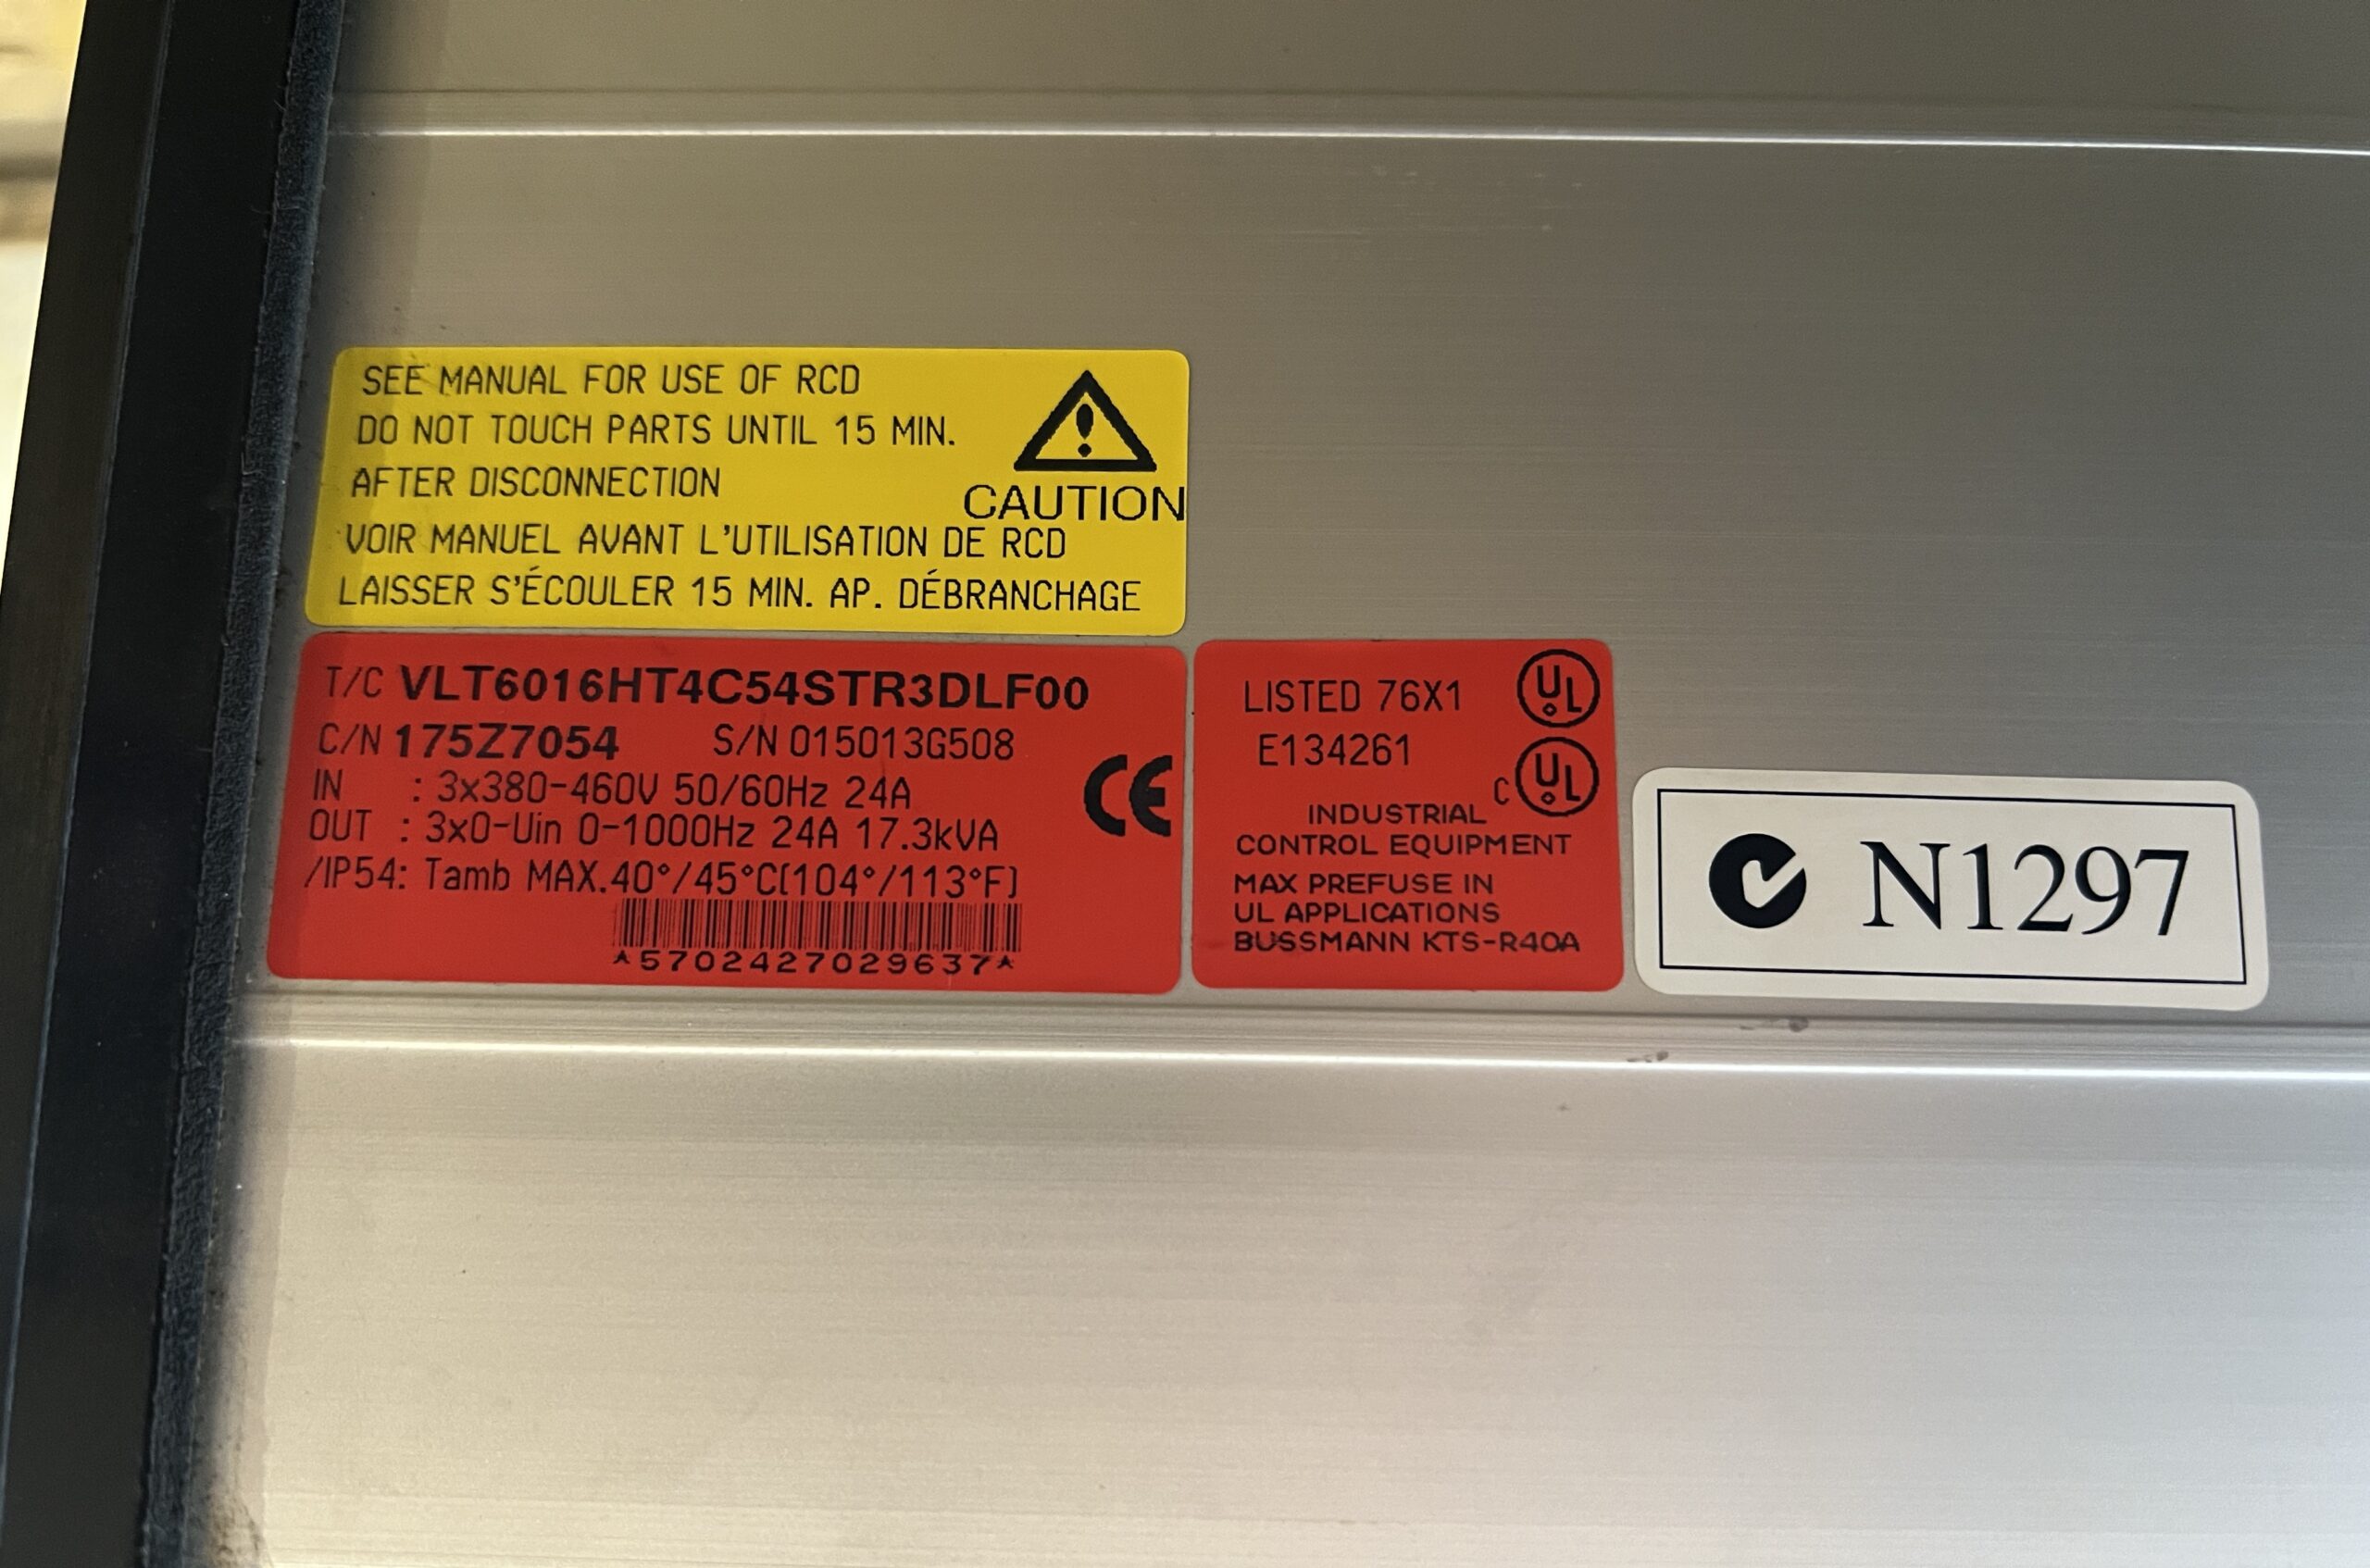 SEE MANUAL FOR USE OF RCD
DO NOT TOUCH PARTS UNTIL 15 MIN.
AFTER DISCONNECTION
CAUTION
VOIR MANUEL AVANT L'UTILISATION DE RCD
LAISSER S'ÉCOULER 15 MIN. AP. DÉBRANCHAGE
T/C VLT6016HT4C54STR3DLF00
C/N 175Z7054 S/N 015013G508
IN : 3x380-460V 50/60Hz 24A
OUT : 3x0-Uin 0-1000Hz 24A 17.3kVA
/IP54: Tamb MAX.40°/45°C(104°/113°F)
CE
*5702427029637*
LISTED 76X1 UL
E134261 C UL
INDUSTRIAL
CONTROL EQUIPMENT
MAX PREFUSE IN
UL APPLICATIONS
BUSSMANN KTS-R40A
N1297